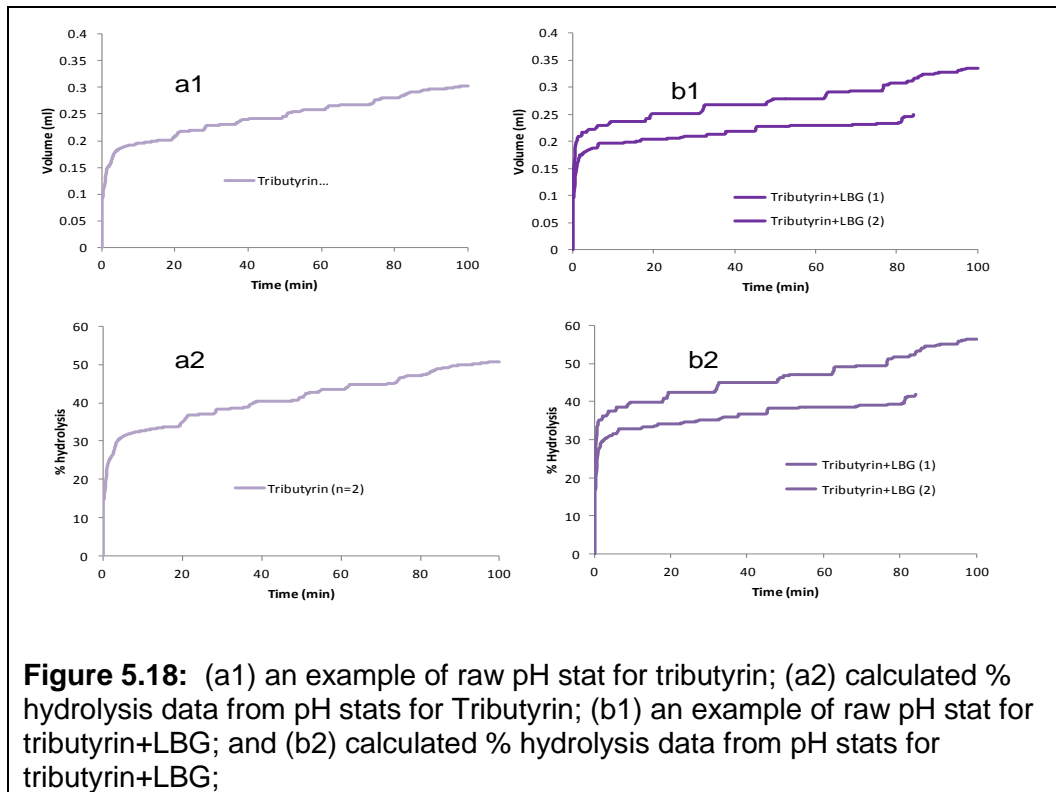 0.4
0.35
0.3
0.25
0.2
0.15
0.1
0.05
0
Volume (ml)
a1
Tributyrin...
0 20 40 60 80 100
Time (min)
0.4
0.35
0.3
0.25
0.2
0.15
0.1
0.05
0
Volume (ml)
b1
Tributyrin+LBG (1)
Tributyrin+LBG (2)
0 20 40 60 80 100
Time (min)
60
50
40
30
20
10
0
% hydrolysis
a2
Tributyrin (n=2)
0 20 40 60 80 100
Time (min)
60
50
40
30
20
10
0
% Hydrolysis
b2
Tributyrin+LBG (1)
Tributyrin+LBG (2)
0 20 40 60 80 100
Time (min)
Figure 5.18: (a1) an example of raw pH stat for tributyrin; (a2) calculated %
hydrolysis data from pH stats for Tributyrin; (b1) an example of raw pH stat for
tributyrin+LBG; and (b2) calculated % hydrolysis data from pH stats for
tributyrin+LBG;